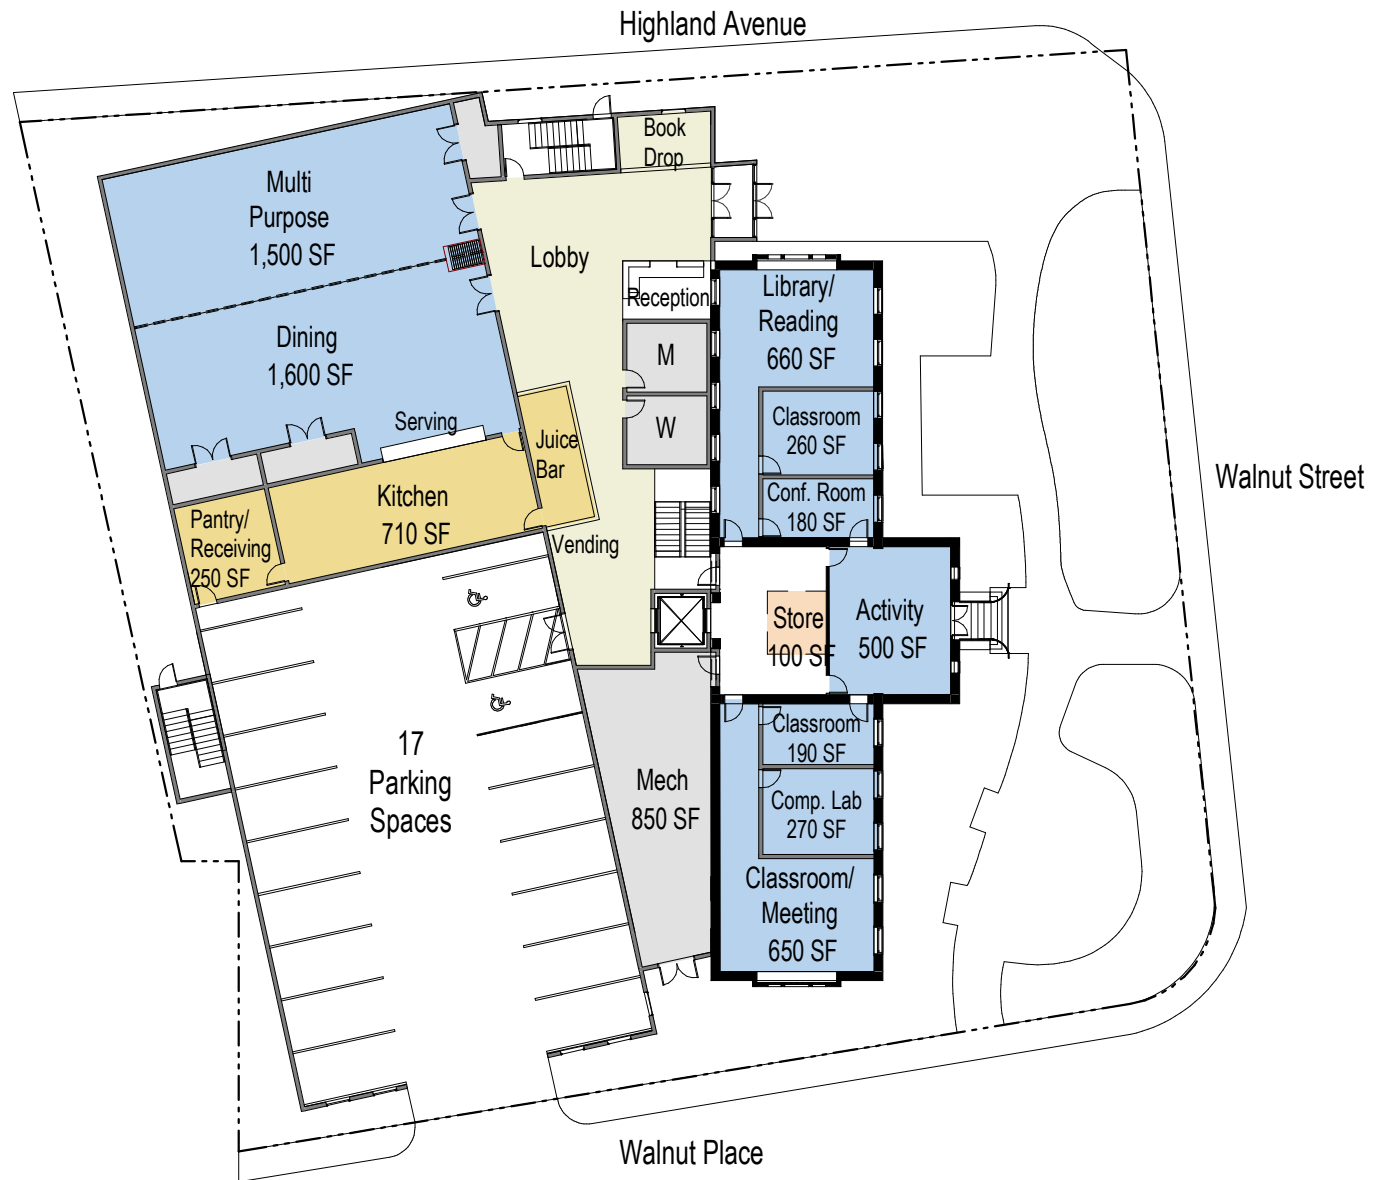 Highland Avenue
Book
Drop
Multi
Purpose
1,500 SF
Lobby
Reception
Library/
Reading
660 SF
Dining
1,600 SF
M
W
Serving
Juice
Bar
Classroom
260 SF
Conf. Room
180 SF
Walnut Street
Kitchen
710 SF
Pantry/
Receiving
250 SF
Vending
Store
100 SF
Activity
500 SF
17
Parking
Spaces
Mech
850 SF
Classroom
190 SF
Comp. Lab
270 SF
Classroom/
Meeting
650 SF
Walnut Place